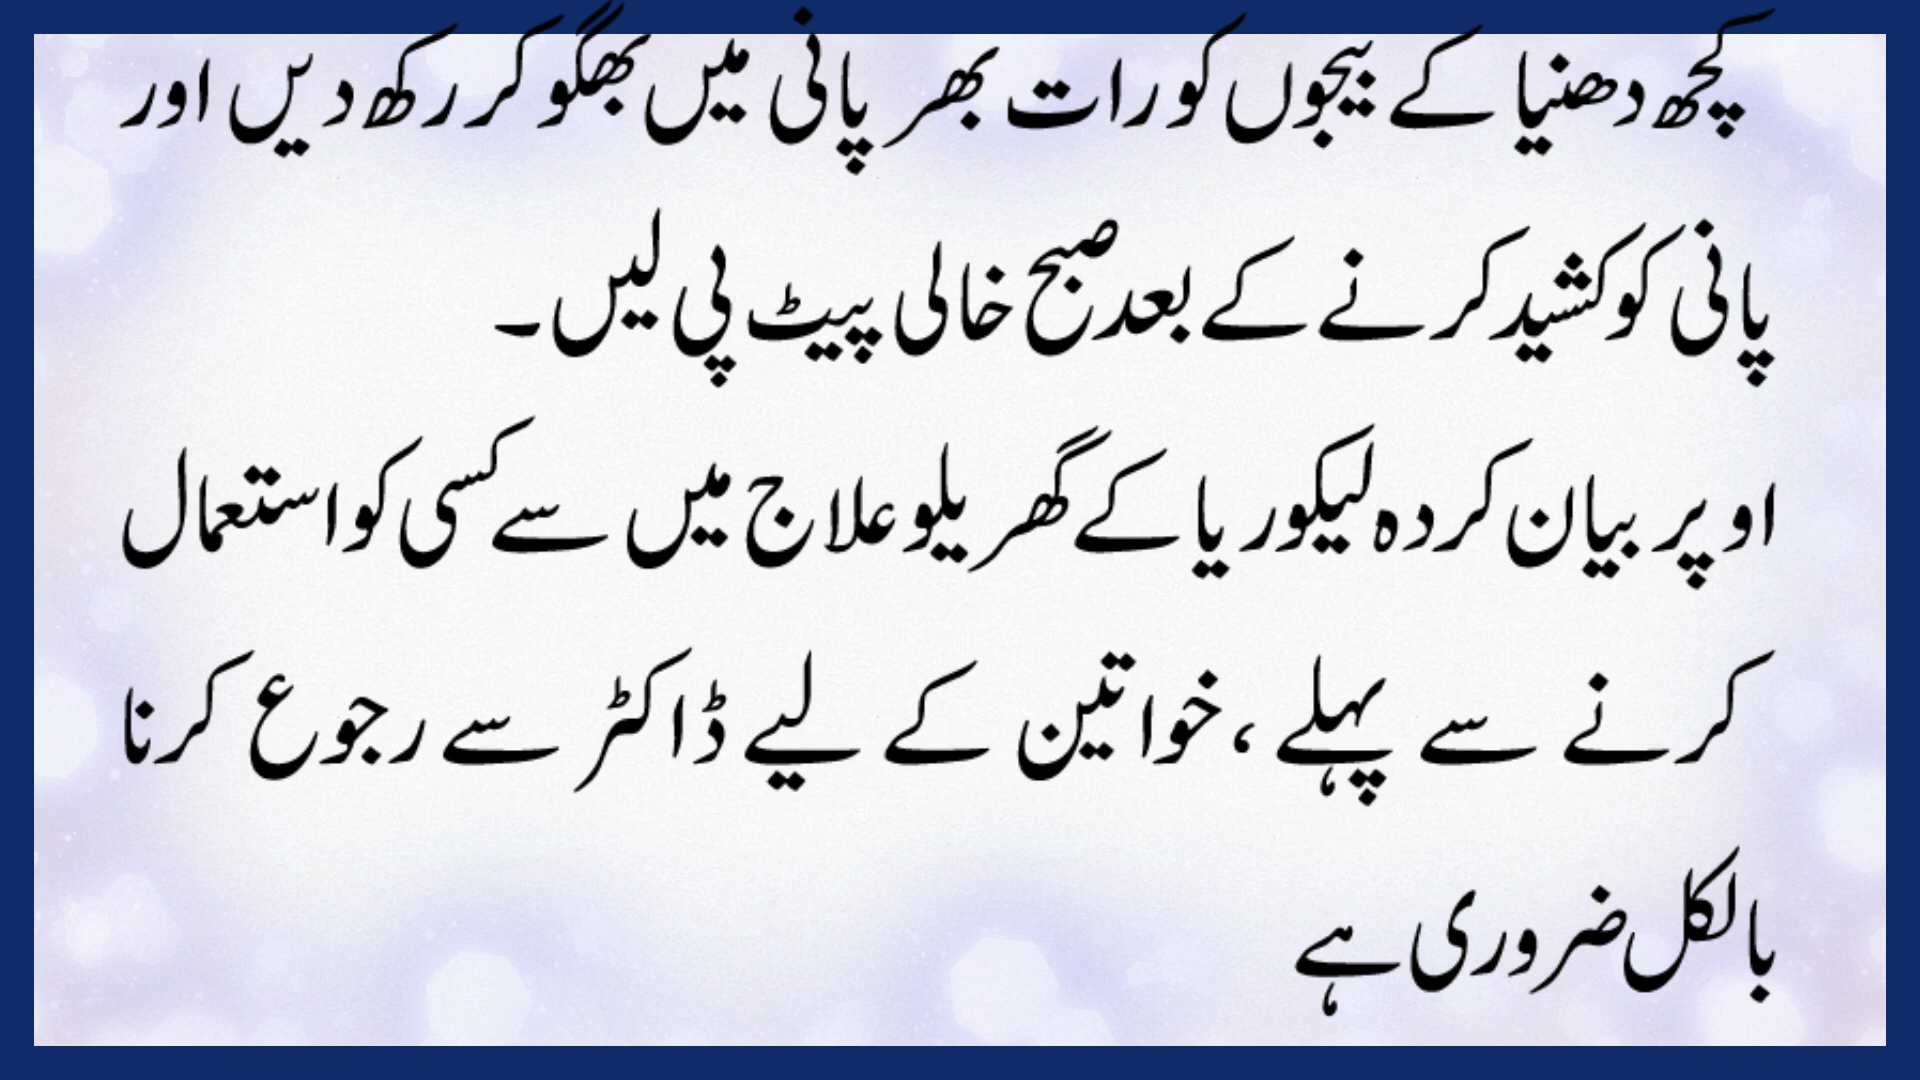 کچھ دھنیا کے بیجوں کو رات بھر پانی میں بھگو کر رکھ دیں اور
پانی کو کشید کرنے کے بعد صبح خالی پیٹ پی لیں۔
اوپر بیان کردہ لیکوریا کے گھریلو علاج میں سے کسی کو استعمال
کرنے سے پہلے، خواتین کے لیے ڈاکٹر سے رجوع کرنا
بالکل ضروری ہے